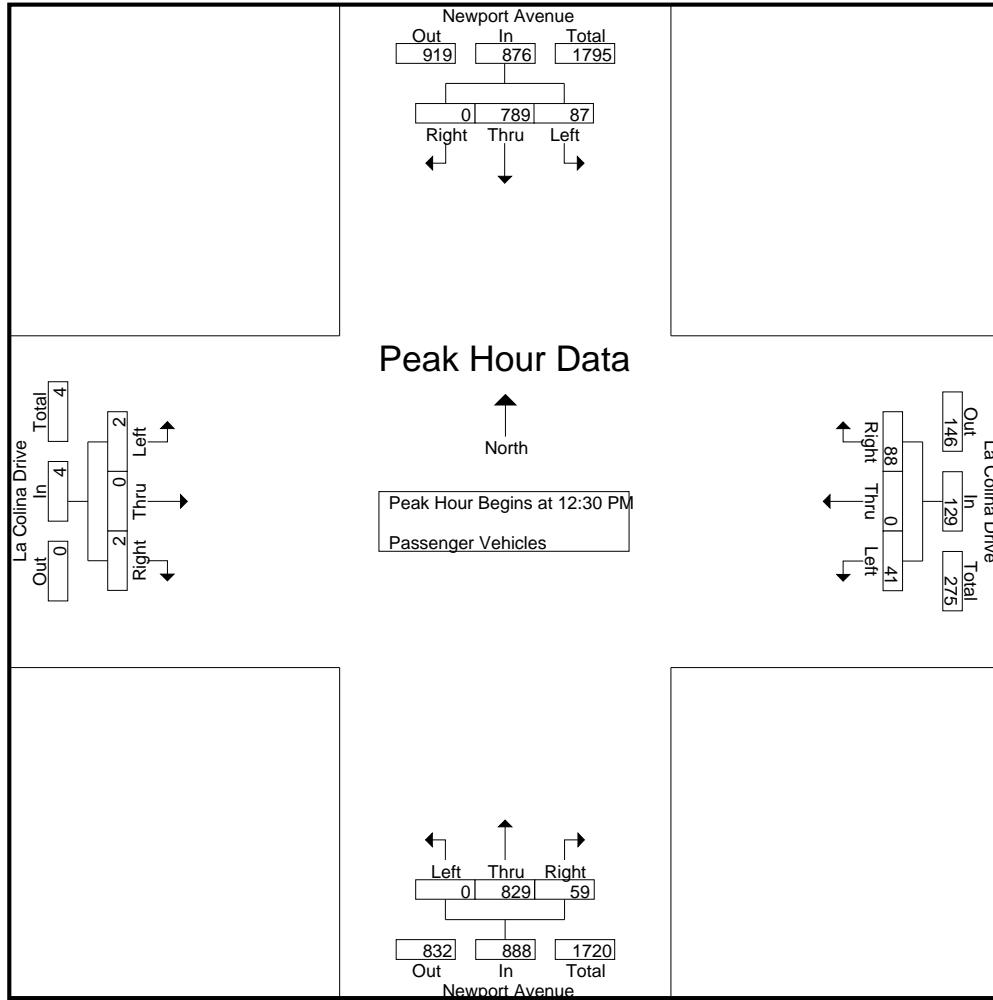 Newport Avenue
Out In Total
919 876 1795
0 789 87
Right Thru Left
Peak Hour Data
North
Peak Hour Begins at 12:30 PM
Passenger Vehicles
La Colina Drive
Total In Out
4 4 0
2 0 2
Left Thru Right
La Colina Drive
Out In Total
146 129 275
88 0 41
Right Thru Left
Left Thru Right
0 829 59
832 888 1720
Out In Total
Newport Avenue